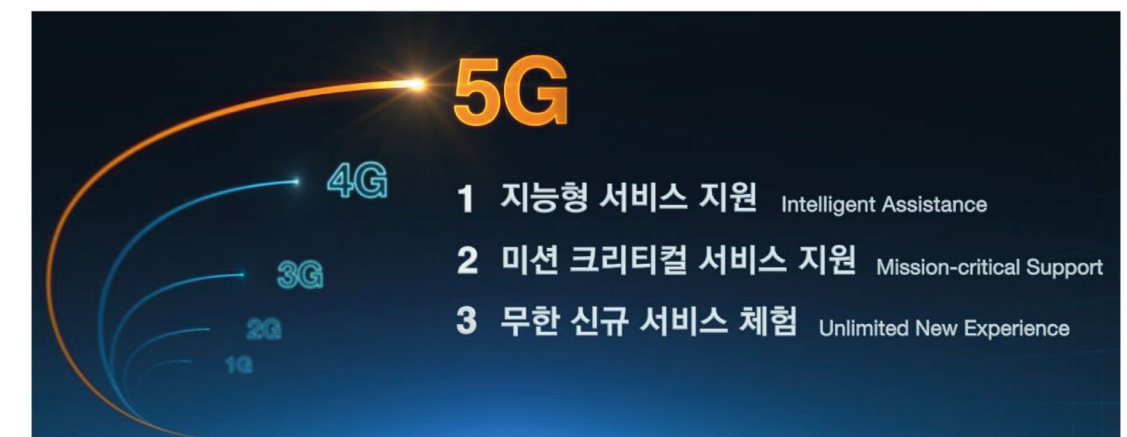 5G
4G
3G
2G
1G
1 지능형 서비스 지원 Intelligent Assistance
2 미션 크리티컬 서비스 지원 Mission-critical Support
3 무한 신규 서비스 체험 Unlimited New Experience